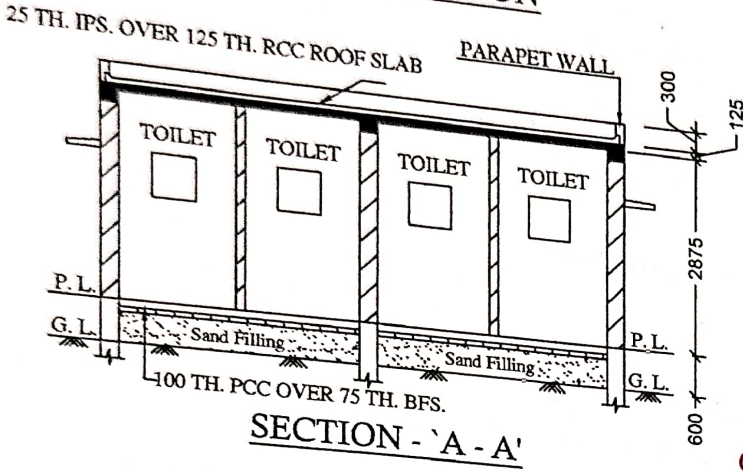 ON
25 TH. IPS. OVER 125 TH. RCC ROOF SLAB
PARAPET WALL
300
125
TOILET
TOILET
TOILET
TOILET
2875
P. L.
G. L.
Sand Filling
Sand Filling
P. L.
G. L.
100 TH. PCC OVER 75 TH. BFS.
600
SECTION - `A - A'